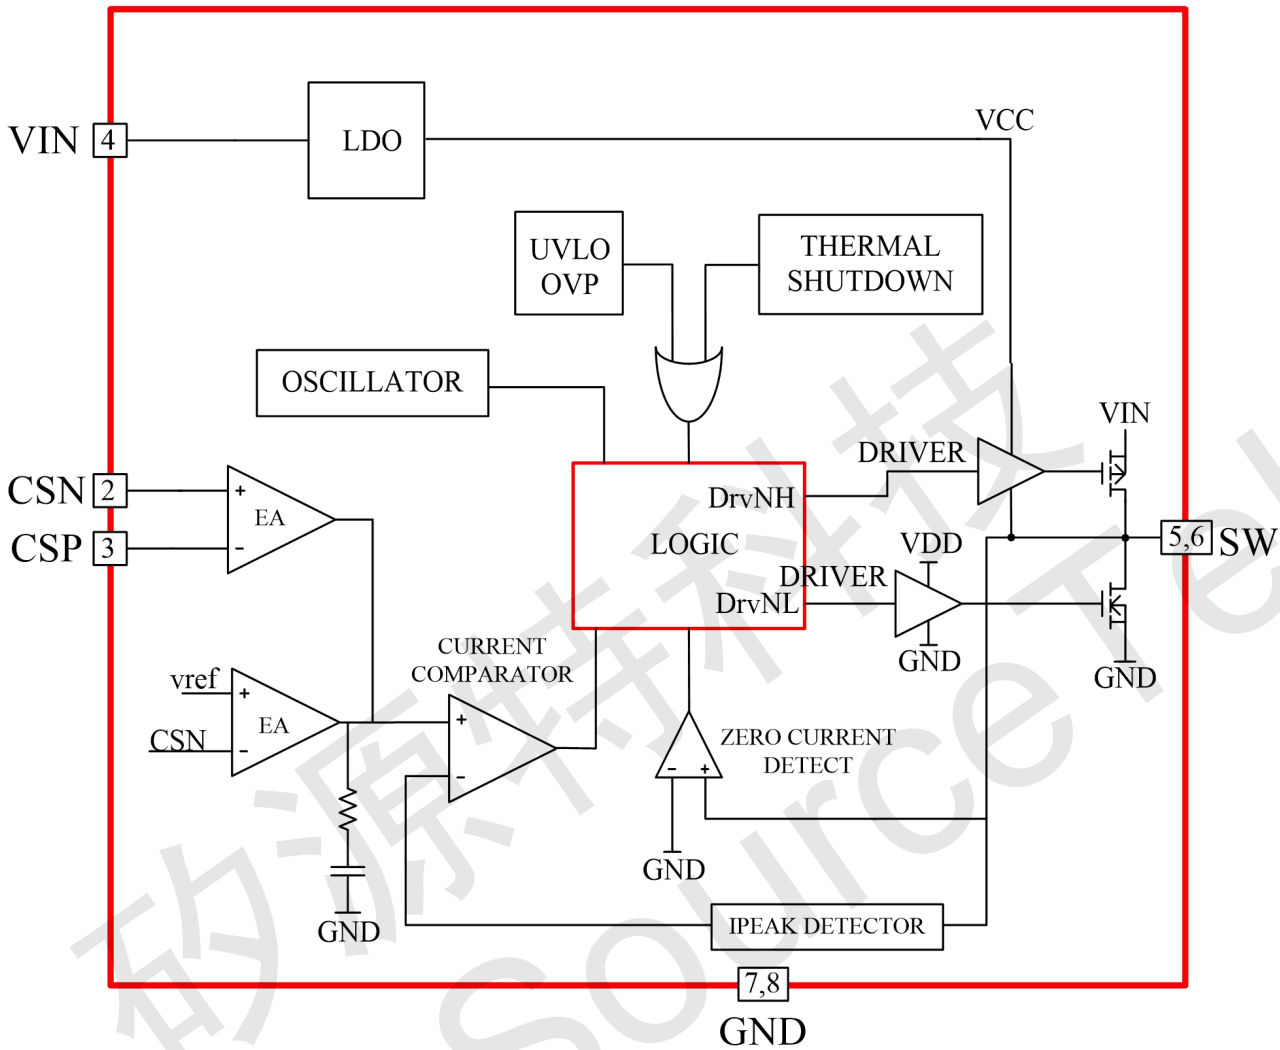 VCC
VIN 4
LDO
UVLO
OVP
THERMAL
SHUTDOWN
OSCILLATOR
VIN
DRIVER
CSN 2
+
EA
-
CSP 3
DrvNH
LOGIC
VDD
5,6 SW
DRIVER
DrvNL
GND
GND
CURRENT
COMPARATOR
vref
+
EA
CSN
-
+
-
ZERO CURRENT
DETECT
- +
GND
GND
IPEAK DETECTOR
7,8
GND
矽源特科技
Source Te